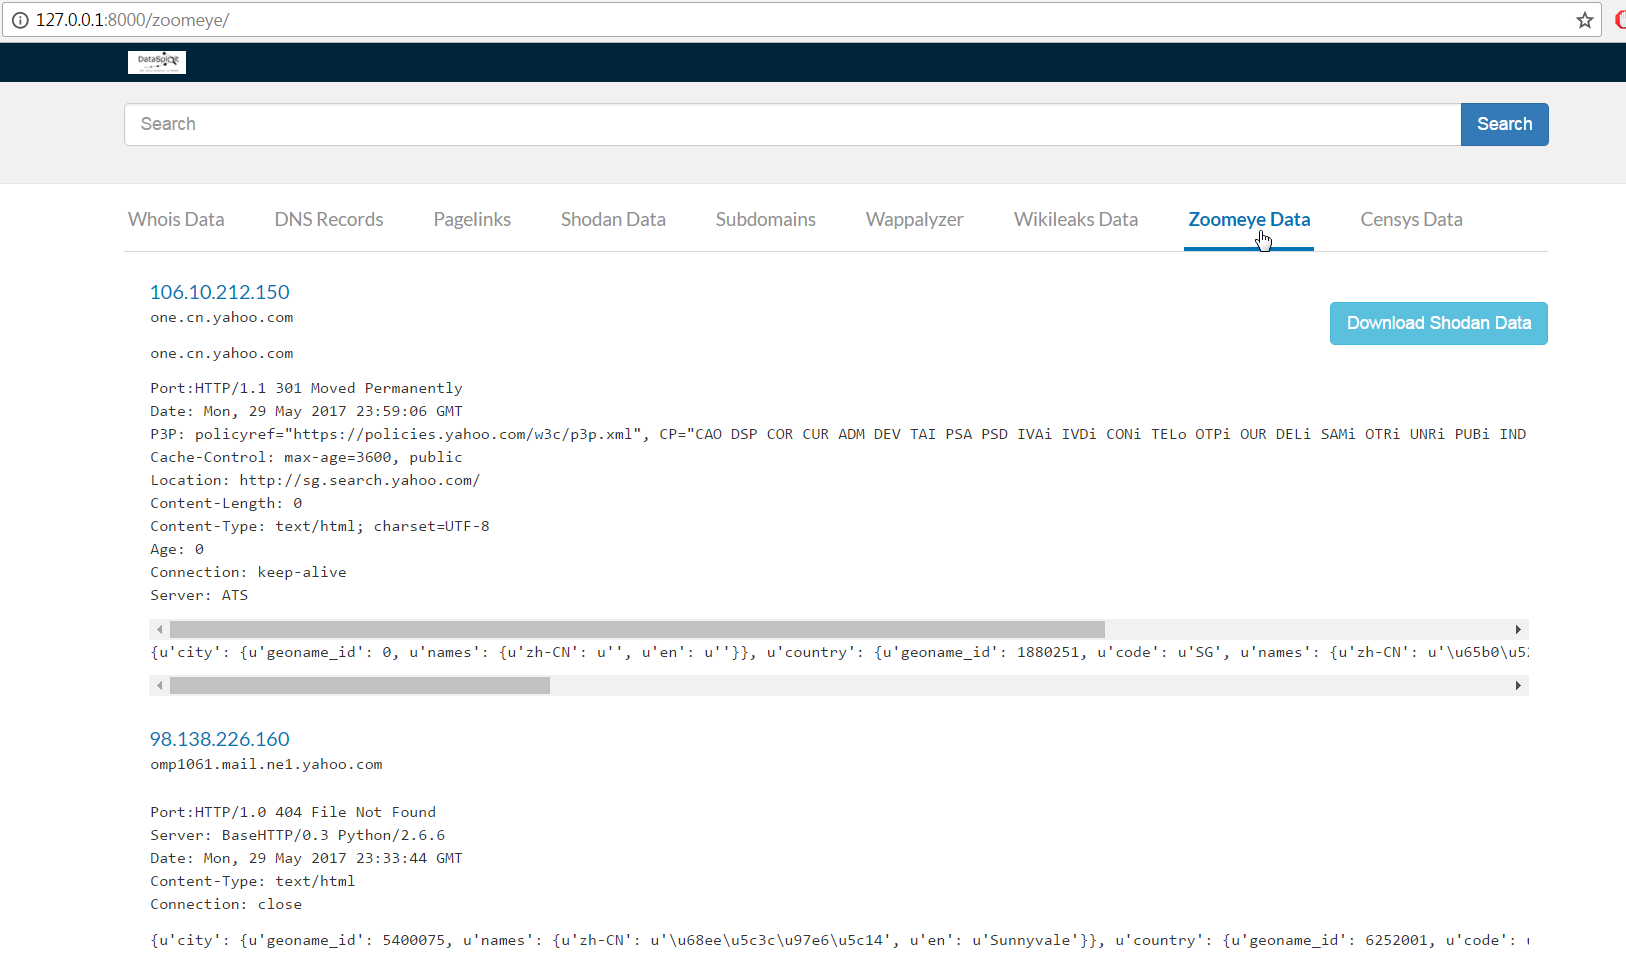 127.0.0.1:8000/zoomeye/
DataSploit
Search
Search
Whois Data DNS Records Pagelinks Shodan Data Subdomains Wappalyzer Wikileaks Data Zoomeye Data Censys Data
106.10.212.150
one.cn.yahoo.com
Download Shodan Data
one.cn.yahoo.com
Port:HTTP/1.1 301 Moved Permanently
Date: Mon, 29 May 2017 23:59:06 GMT
P3P: policyref="https://policies.yahoo.com/w3c/p3p.xml", CP="CAO DSP COR CUR ADM DEV TAI PSA PSD IVAi IVDi CONi TELo OTPi OUR DELi SAMi OTRi UNRi PUBi IND
Cache-Control: max-age=3600, public
Location: http://sg.search.yahoo.com/
Content-Length: 0
Content-Type: text/html; charset=UTF-8
Age: 0
Connection: keep-alive
Server: ATS
{u'city': {u'geoname_id': 0, u'names': {u'zh-CN': u'', u'en': u''}}, u'country': {u'geoname_id': 1880251, u'code': u'SG', u'names': {u'zh-CN': u'\u65b0\u52
98.138.226.160
omp1061.mail.ne1.yahoo.com
Port:HTTP/1.0 404 File Not Found
Server: BaseHTTP/0.3 Python/2.6.6
Date: Mon, 29 May 2017 23:33:44 GMT
Content-Type: text/html
Connection: close
{u'city': {u'geoname_id': 5400075, u'names': {u'zh-CN': u'\u68ee\u5c3c\u97e6\u5c14', u'en': u'Sunnyvale'}}, u'country': {u'geoname_id': 6252001, u'code':